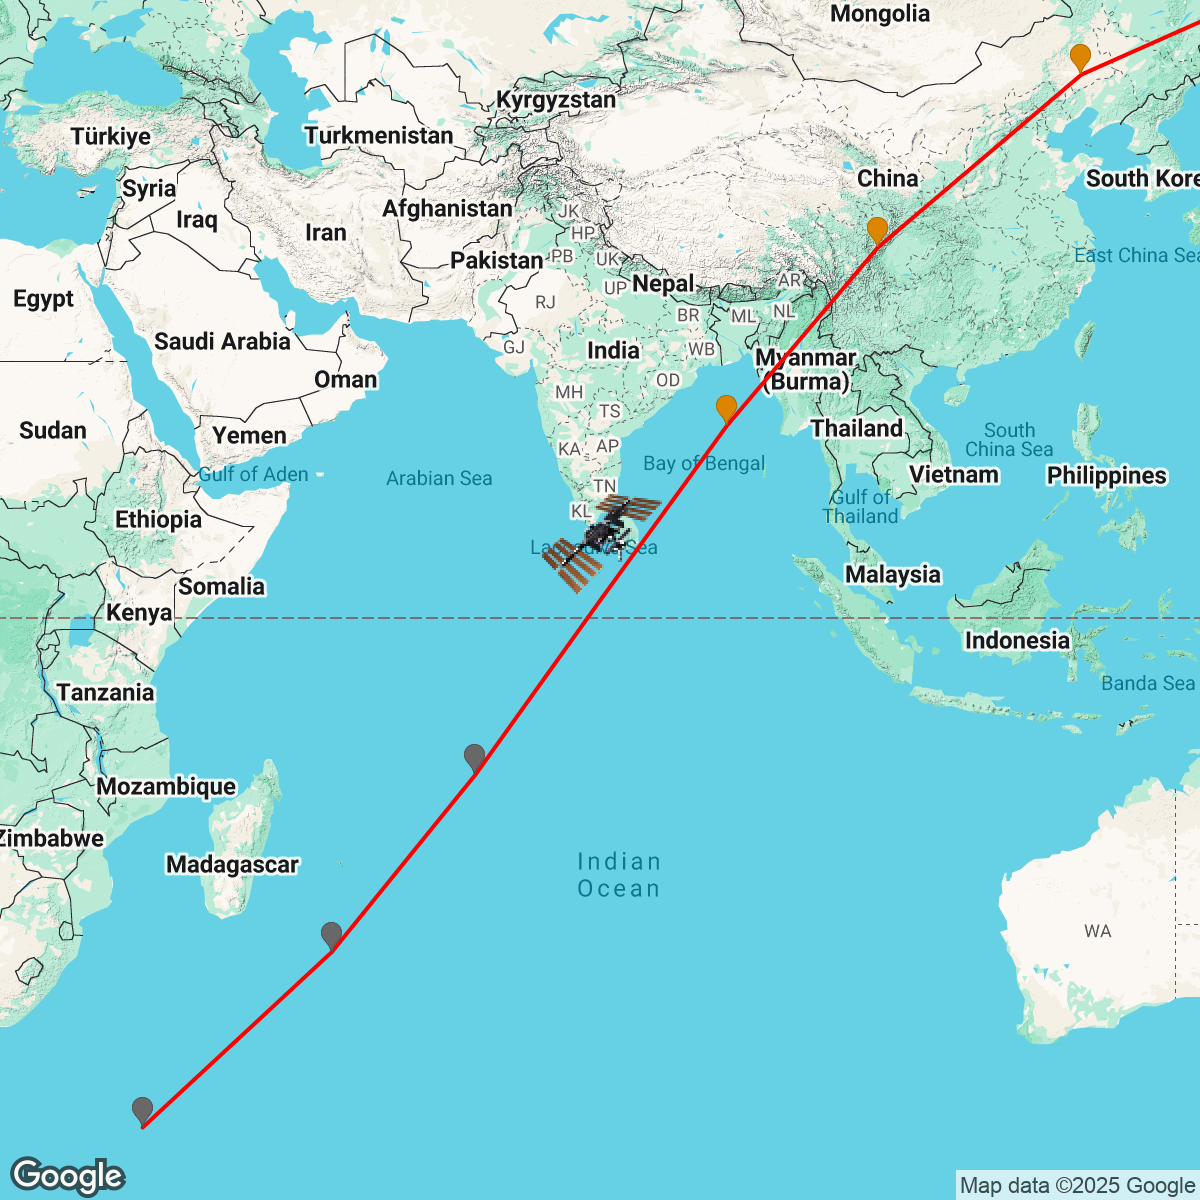 Mongolia
Kyrgyzstan
Türkiye
Turkmenistan
China
South Kore
Syria
Afghanistan
JK
Iraq
HP
Iran
PB
UK
Pakistan
East China Sea
Nepal
AR
UP
Egypt
RJ
BR
ML
NL
Saudi Arabia
GJ
India
WB
Myanmar
(Burma)
Oman
OD
MH
TS
Sudan
Yemen
KA
AP
Thailand
South
China Sea
Bay of Bengal
Gulf of Aden
Arabian Sea
Vietnam
Philippines
TN
Gulf of
Thailand
KL
Ethiopia
Sea
Malaysia
Somalia
Kenya
Indonesia
Tanzania
Banda Sea
Mozambique
Zimbabwe
Madagascar
Indian
Ocean
WA
Google
Map data ©2025 Google